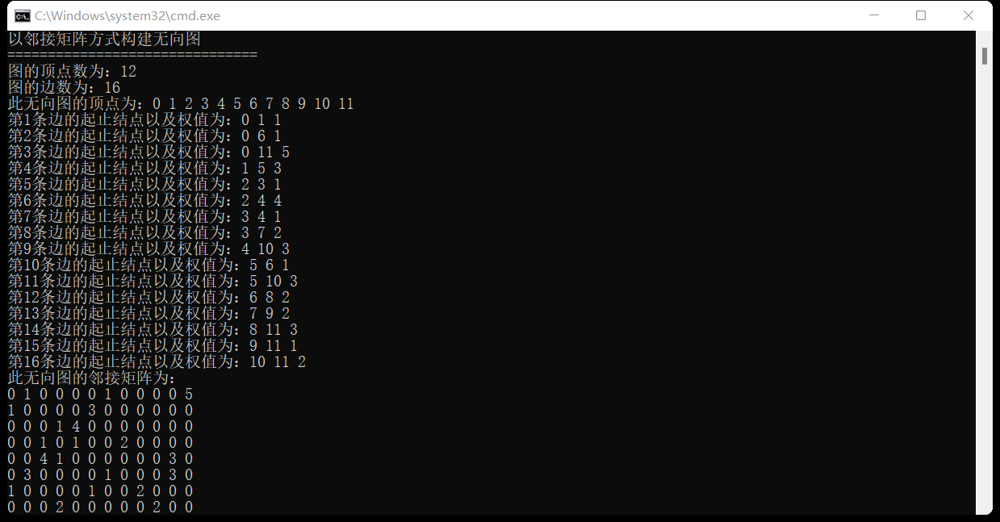 C:\Windows\system32\cmd.exe
以邻接矩阵方式构建无向图
===============================
图的顶点数为：12
图的边数为：16
此无向图的顶点为：0 1 2 3 4 5 6 7 8 9 10 11
第1条边的起止结点以及权值为：0 1 1
第2条边的起止结点以及权值为：0 6 1
第3条边的起止结点以及权值为：0 11 5
第4条边的起止结点以及权值为：1 5 3
第5条边的起止结点以及权值为：2 3 1
第6条边的起止结点以及权值为：2 4 4
第7条边的起止结点以及权值为：3 4 1
第8条边的起止结点以及权值为：3 7 2
第9条边的起止结点以及权值为：4 10 3
第10条边的起止结点以及权值为：5 6 1
第11条边的起止结点以及权值为：5 10 3
第12条边的起止结点以及权值为：6 8 2
第13条边的起止结点以及权值为：7 9 2
第14条边的起止结点以及权值为：8 11 3
第15条边的起止结点以及权值为：9 11 1
第16条边的起止结点以及权值为：10 11 2
此无向图的邻接矩阵为：
0 1 0 0 0 0 1 0 0 0 0 5
1 0 0 0 0 3 0 0 0 0 0 0
0 0 0 1 4 0 0 0 0 0 0 0
0 0 1 0 1 0 0 2 0 0 0 0
0 0 4 1 0 0 0 0 0 0 3 0
0 3 0 0 0 0 1 0 0 0 3 0
1 0 0 0 0 1 0 0 2 0 0 0
0 0 0 2 0 0 0 0 0 2 0 0